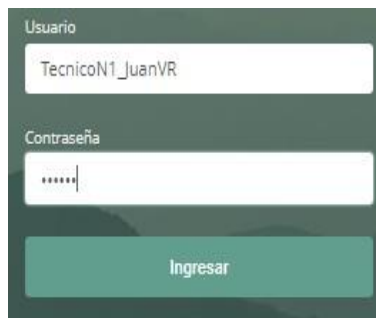 Usuario
TecnicoN1_JuanVR
Contraseña
••••••
Ingresar